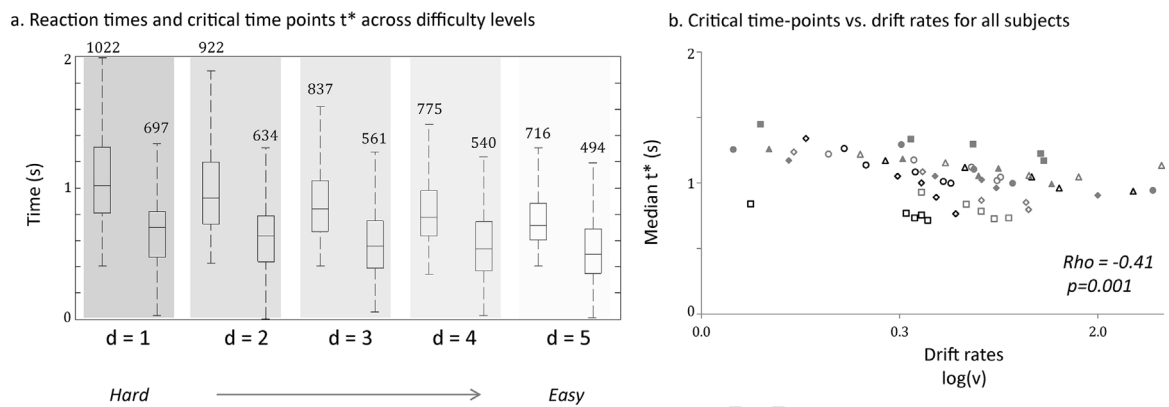 a. Reaction times and critical time points t* across difficulty levels
2
1
0
Time (s)
1022
697
922
634
837
561
775
540
716
494
d = 1
d = 2
d = 3
d = 4
d = 5
Hard
Easy
b. Critical time-points vs. drift rates for all subjects
2
1
0
Median t* (s)
Rho = -0.41
p=0.001
0.0
0.3
2.0
Drift rates
log(v)